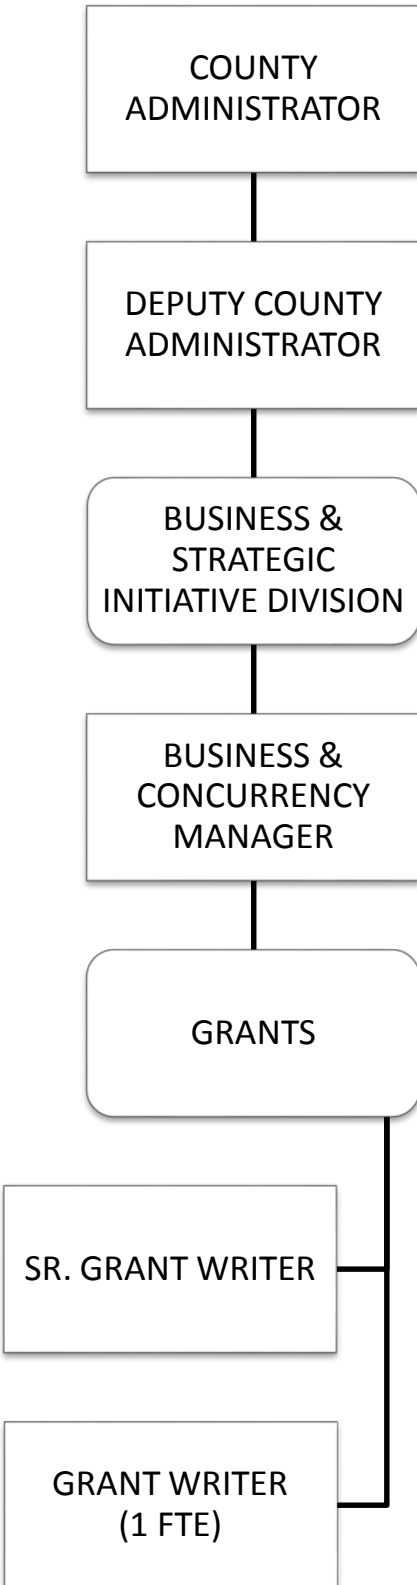 COUNTY
ADMINISTRATOR
DEPUTY COUNTY
ADMINISTRATOR
BUSINESS &
STRATEGIC
INITIATIVE DIVISION
BUSINESS &
CONCURRENCY
MANAGER
GRANTS
SR. GRANT WRITER
GRANT WRITER
(1 FTE)